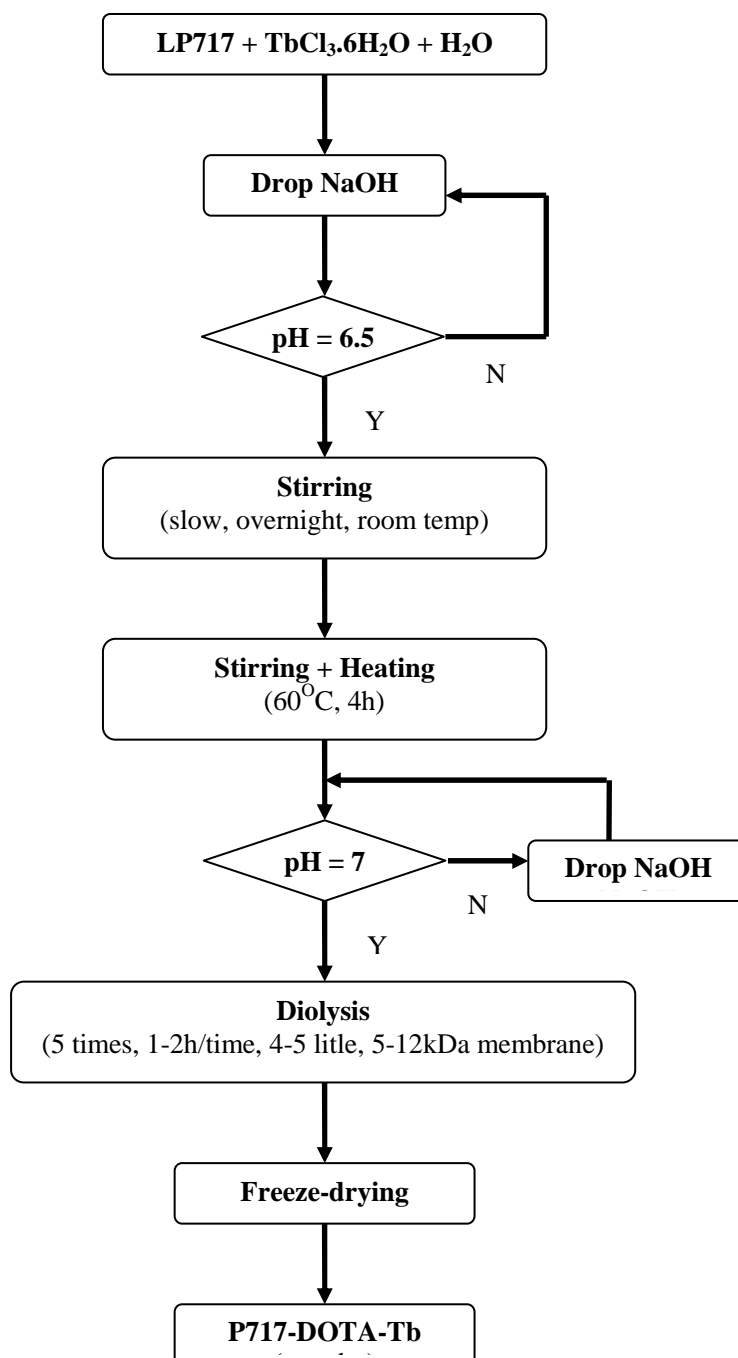 LP717 + TbCl₃.6H₂O + H₂O
Drop NaOH
pH = 6.5
N
Y
Stirring
(slow, overnight, room temp)
Stirring + Heating
(60°C, 4h)
pH = 7
Drop NaOH
N
Y
Diolysis
(5 times, 1-2h/time, 4-5 litle, 5-12kDa membrane)
Freeze-drying
P717-DOTA-Tb